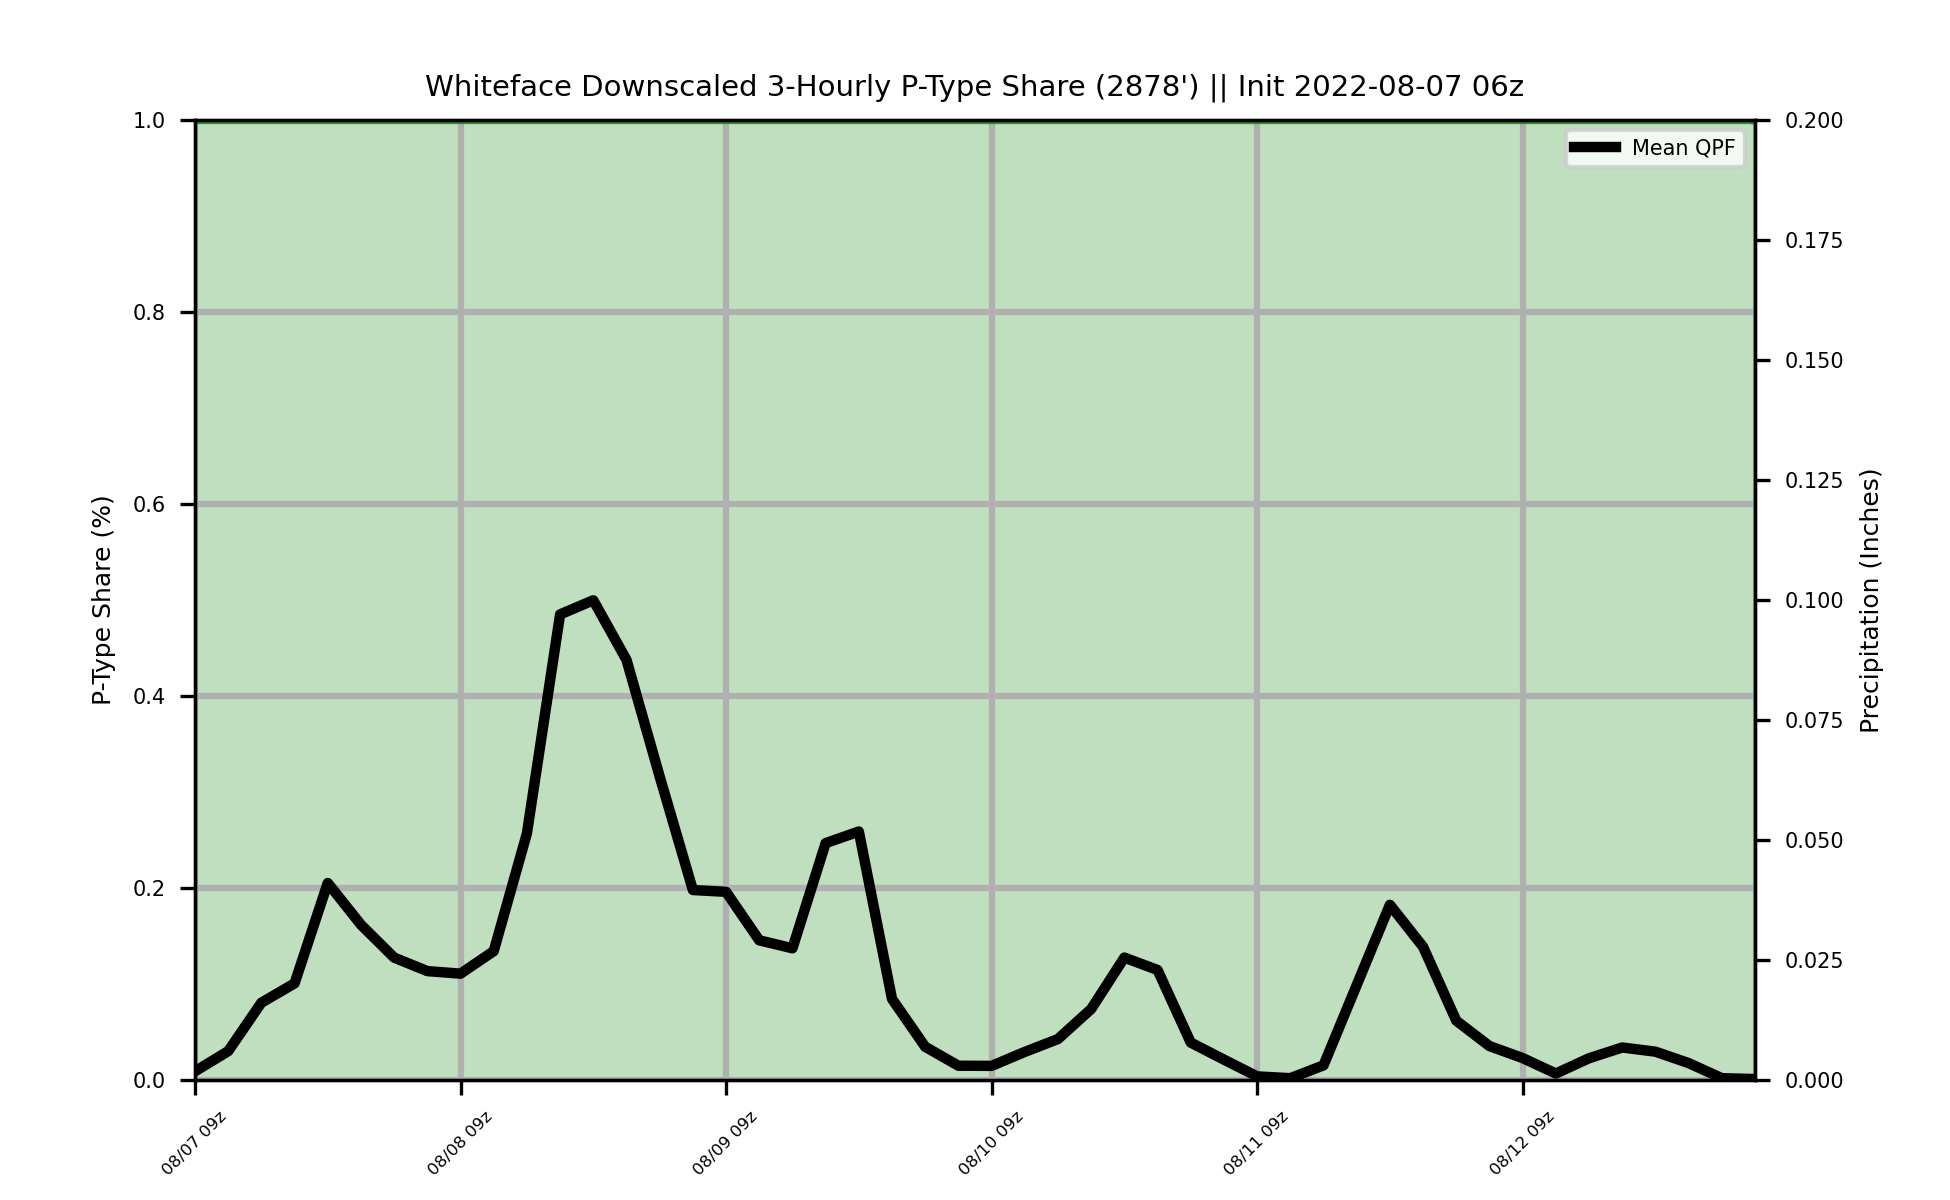 Whiteface Downscaled 3-Hourly P-Type Share (2878') || Init 2022-08-07 06z
Mean QPF
P-Type Share (%)
1.0
0.8
0.6
0.4
0.2
0.0
0.200
0.175
0.150
0.125
0.100
0.075
0.050
0.025
0.000
Precipitation (Inches)
08/07 09z
08/08 09z
08/09 09z
08/10 09z
08/11 09z
08/12 09z